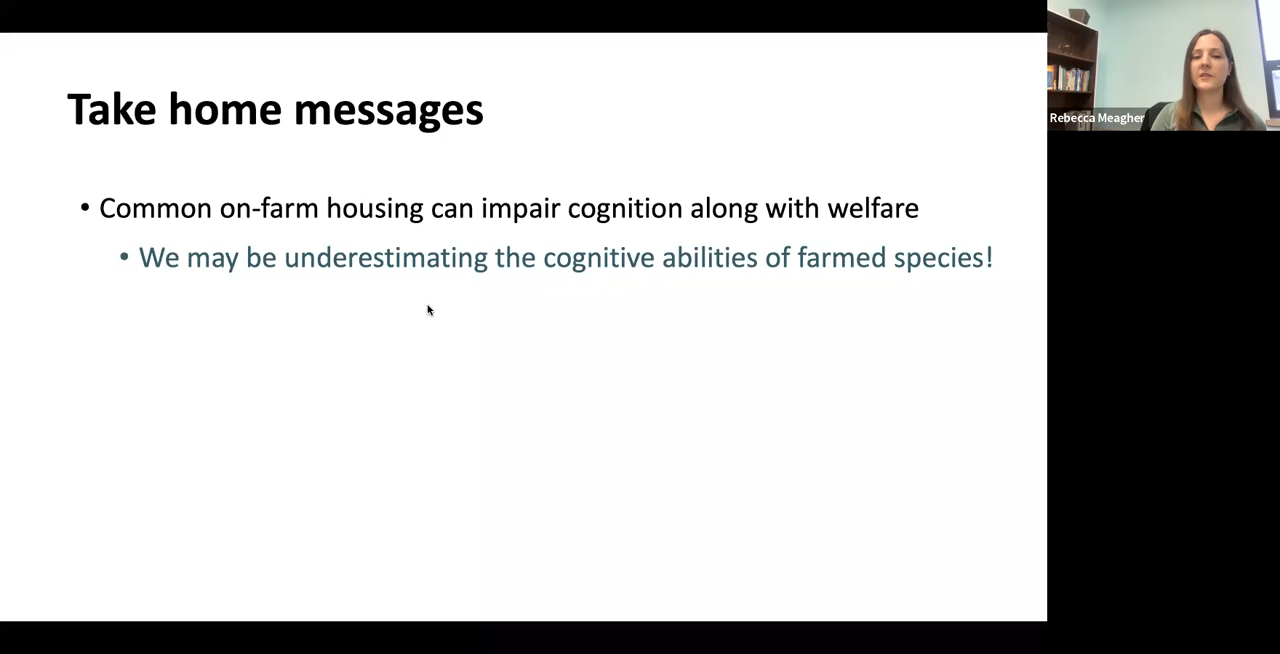 Take home messages
• Common on-farm housing can impair cognition along with welfare
• We may be underestimating the cognitive abilities of farmed species!
Rebecca Meagher